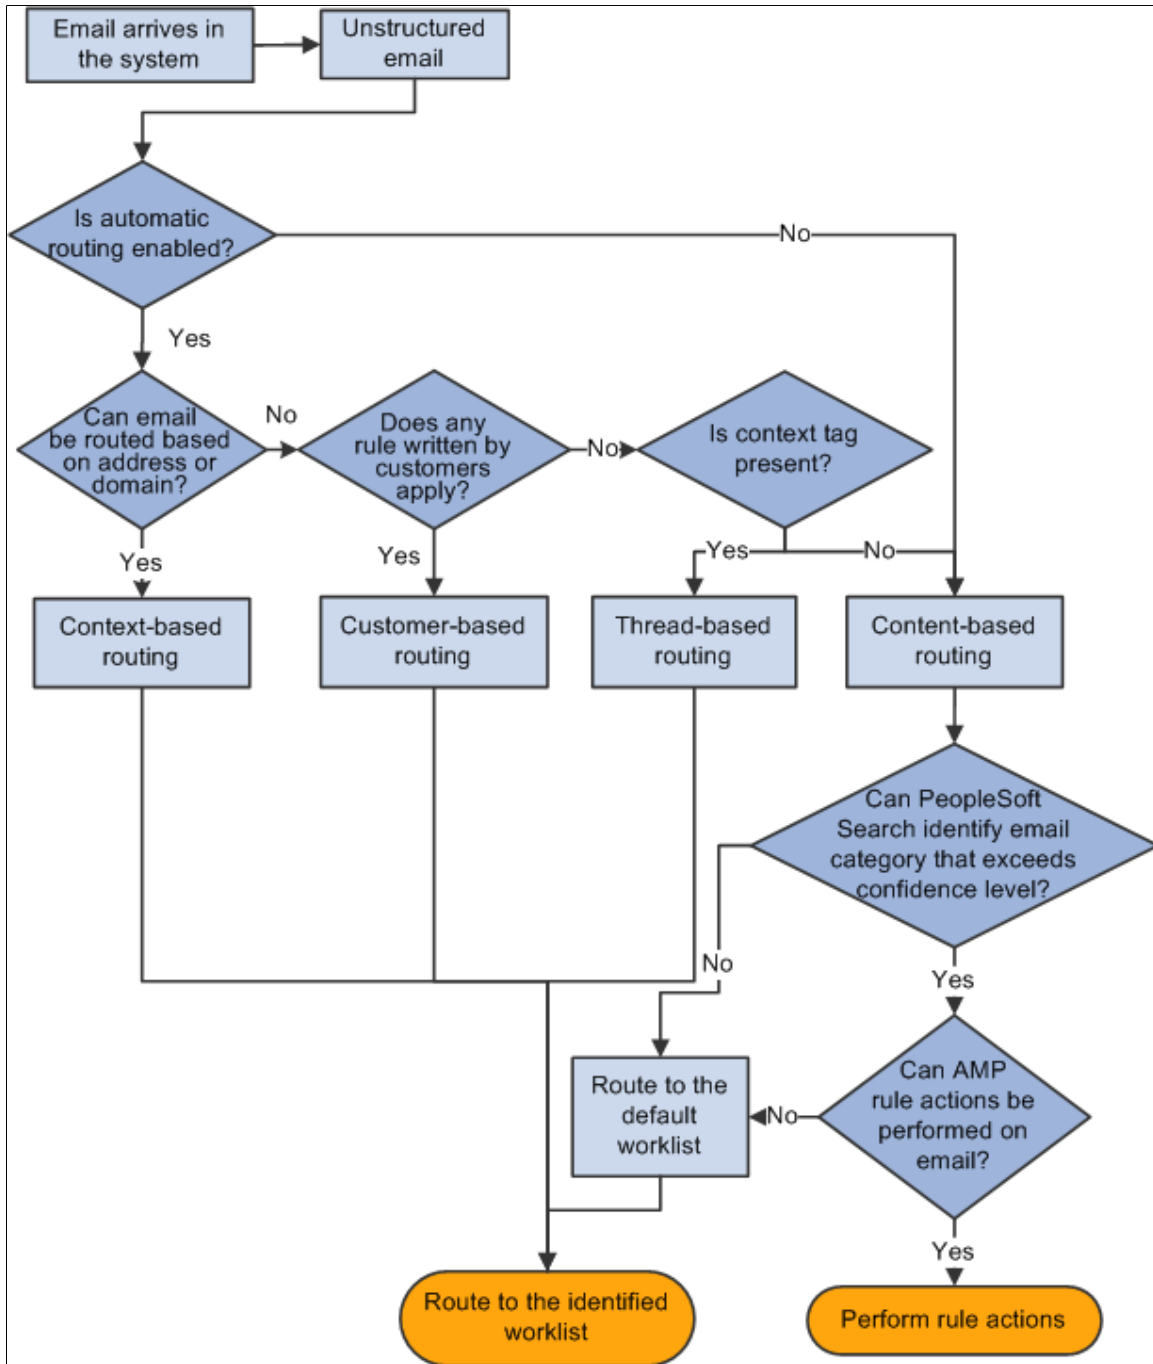 Email arrives in
the system
Unstructured
email
Is automatic
routing enabled?
No
Yes
Can email
be routed based
on address or
domain?
No
Does any
rule written by
customers
apply?
No
Is context tag
present?
Yes
Yes
Yes
No
Context-based
routing
Customer-based
routing
Thread-based
routing
Content-based
routing
Can PeopleSoft
Search identify email
category that exceeds
confidence level?
No
Yes
Route to the
default
worklist
No
Can AMP
rule actions be
performed on
email?
Yes
Route to the identified
worklist
Perform rule actions